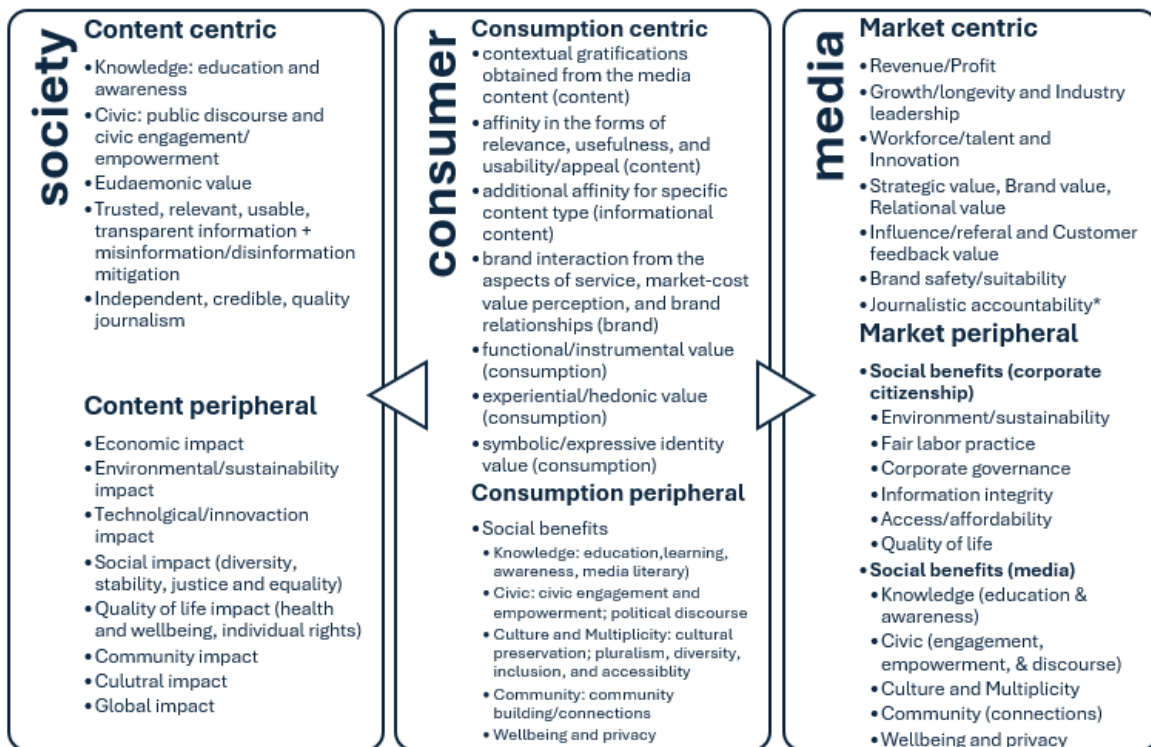 society
Content centric
•Knowledge: education and
awareness
•Civic: public discourse and
civic engagement/
empowerment
•Eudaemonic value
•Trusted, relevant, usable,
transparent information +
misinformation/disinformation
mitigation
•Independent, credible, quality
journalism
Content peripheral
•Economic impact
•Environmental/sustainability
impact
•Technolgical/innovaction
impact
•Social impact (diversity,
stability, justice and equality)
•Quality of life impact (health
and wellbeing, individual rights)
•Community impact
•Culutral impact
•Global impact
consumer
Consumption centric
•contextual gratifications
obtained from the media
content (content)
•affinity in the forms of
relevance, usefulness, and
usability/appeal (content)
•additional affinity for specific
content type (informational
content)
•brand interaction from the
aspects of service, market-cost
value perception, and brand
relationships (brand)
•functional/instrumental value
(consumption)
•experiential/hedonic value
(consumption)
•symbolic/expressive identity
value (consumption)
Consumption peripheral
•Social benefits
•Knowledge: education,learning,
awareness, media literary)
•Civic: civic engagement and
empowerment; political discourse
•Culture and Multiplicity: cultural
preservation; pluralism, diversity,
inclusion, and accessiblity
•Community: community
building/connections
•Wellbeing and privacy
media
Market centric
•Revenue/Profit
•Growth/longevity and Industry
leadership
•Workforce/talent and
Innovation
•Strategic value, Brand value,
Relational value
•Influence/referal and Customer
feedback value
•Brand safety/suitability
•Journalistic accountability*
Market peripheral
•Social benefits (corporate
citizenship)
•Environment/sustainability
•Fair labor practice
•Corporate governance
•Information integrity
•Access/affordability
•Quality of life
•Social benefits (media)
•Knowledge (education &
awareness)
•Civic (engagement,
empowerment, & discourse)
•Culture and Multiplicity
•Community (connections)
•Wellbeing and privacy